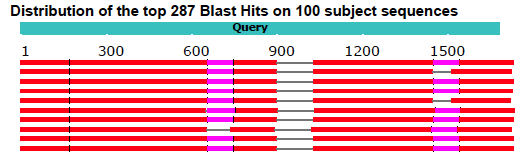 Distribution of the top 287 Blast Hits on 100 subject sequences
Query
1 300 600 900 1200 1500